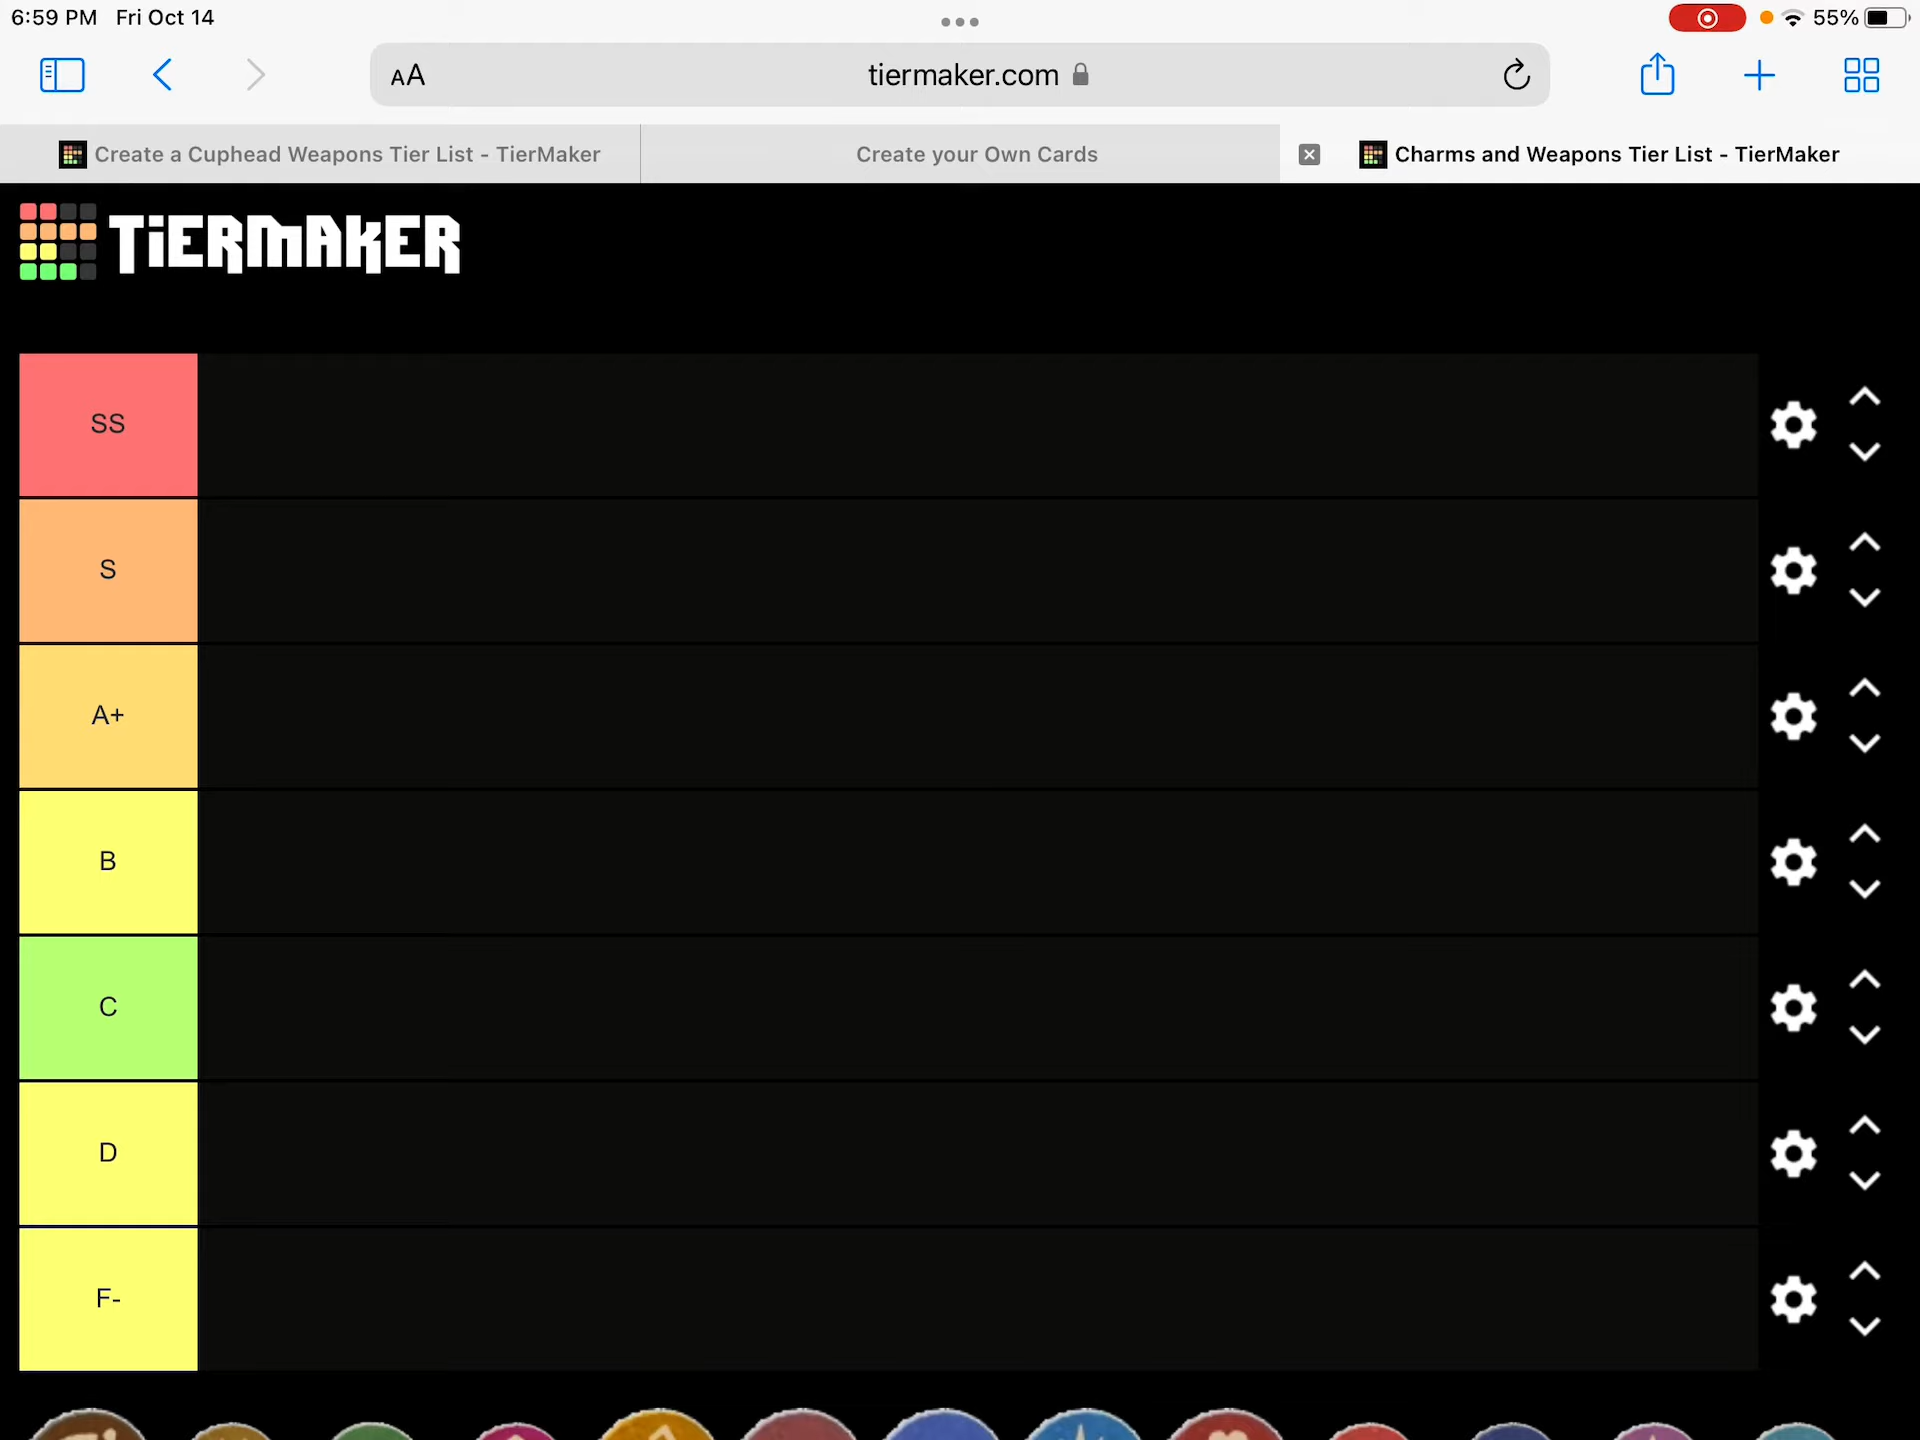 6:59 PM Fri Oct 14
55%
AA
tiermaker.com
Create a Cuphead Weapons Tier List - TierMaker
Create your Own Cards
Charms and Weapons Tier List - TierMaker
TiERMAKER
SS
S
A+
B
C
D
F-